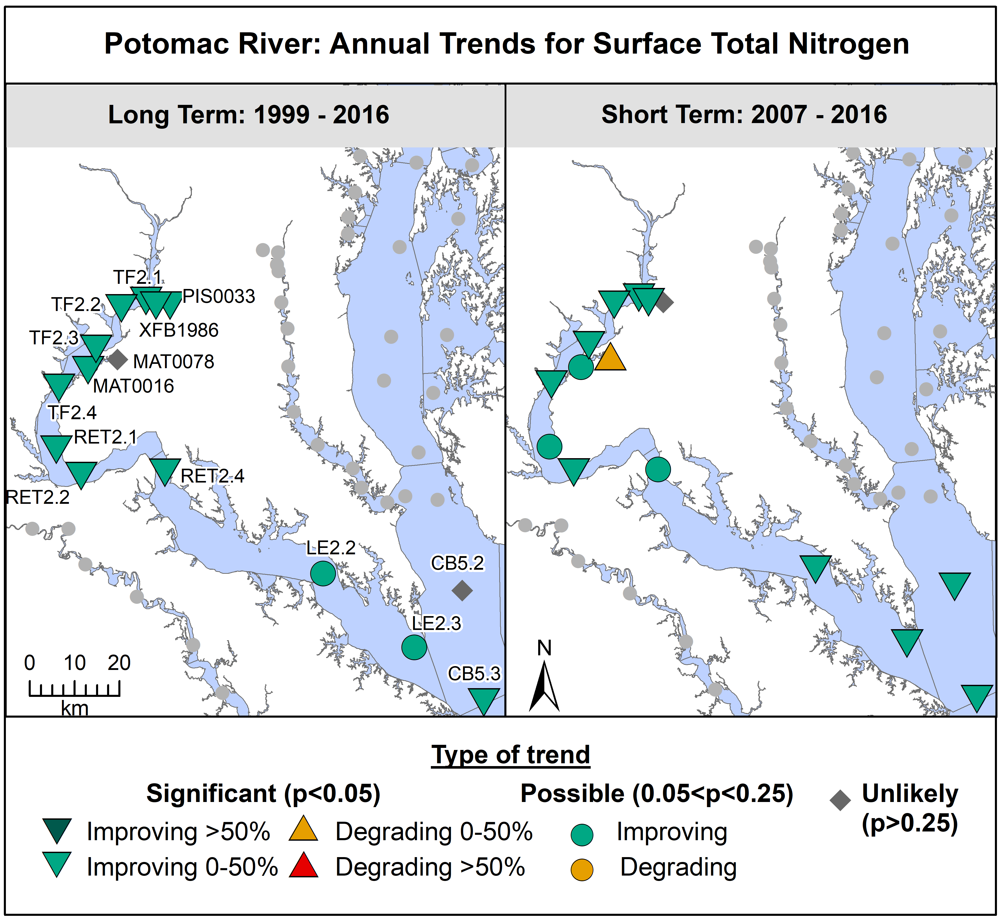 Potomac River: Annual Trends for Surface Total Nitrogen
Long Term: 1999 - 2016
Short Term: 2007 - 2016
TF2.1
PIS0033
TF2.2
XFB1986
TF2.3
MAT0078
MAT0016
TF2.4
RET2.1
RET2.4
RET2.2
LE2.2
CB5.2
LE2.3
CB5.3
0 10 20
km
N
Type of trend
Significant (p<0.05)
Improving >50%
Improving 0-50%
Degrading 0-50%
Degrading >50%
Possible (0.05<p<0.25)
Improving
Degrading
Unlikely
(p>0.25)